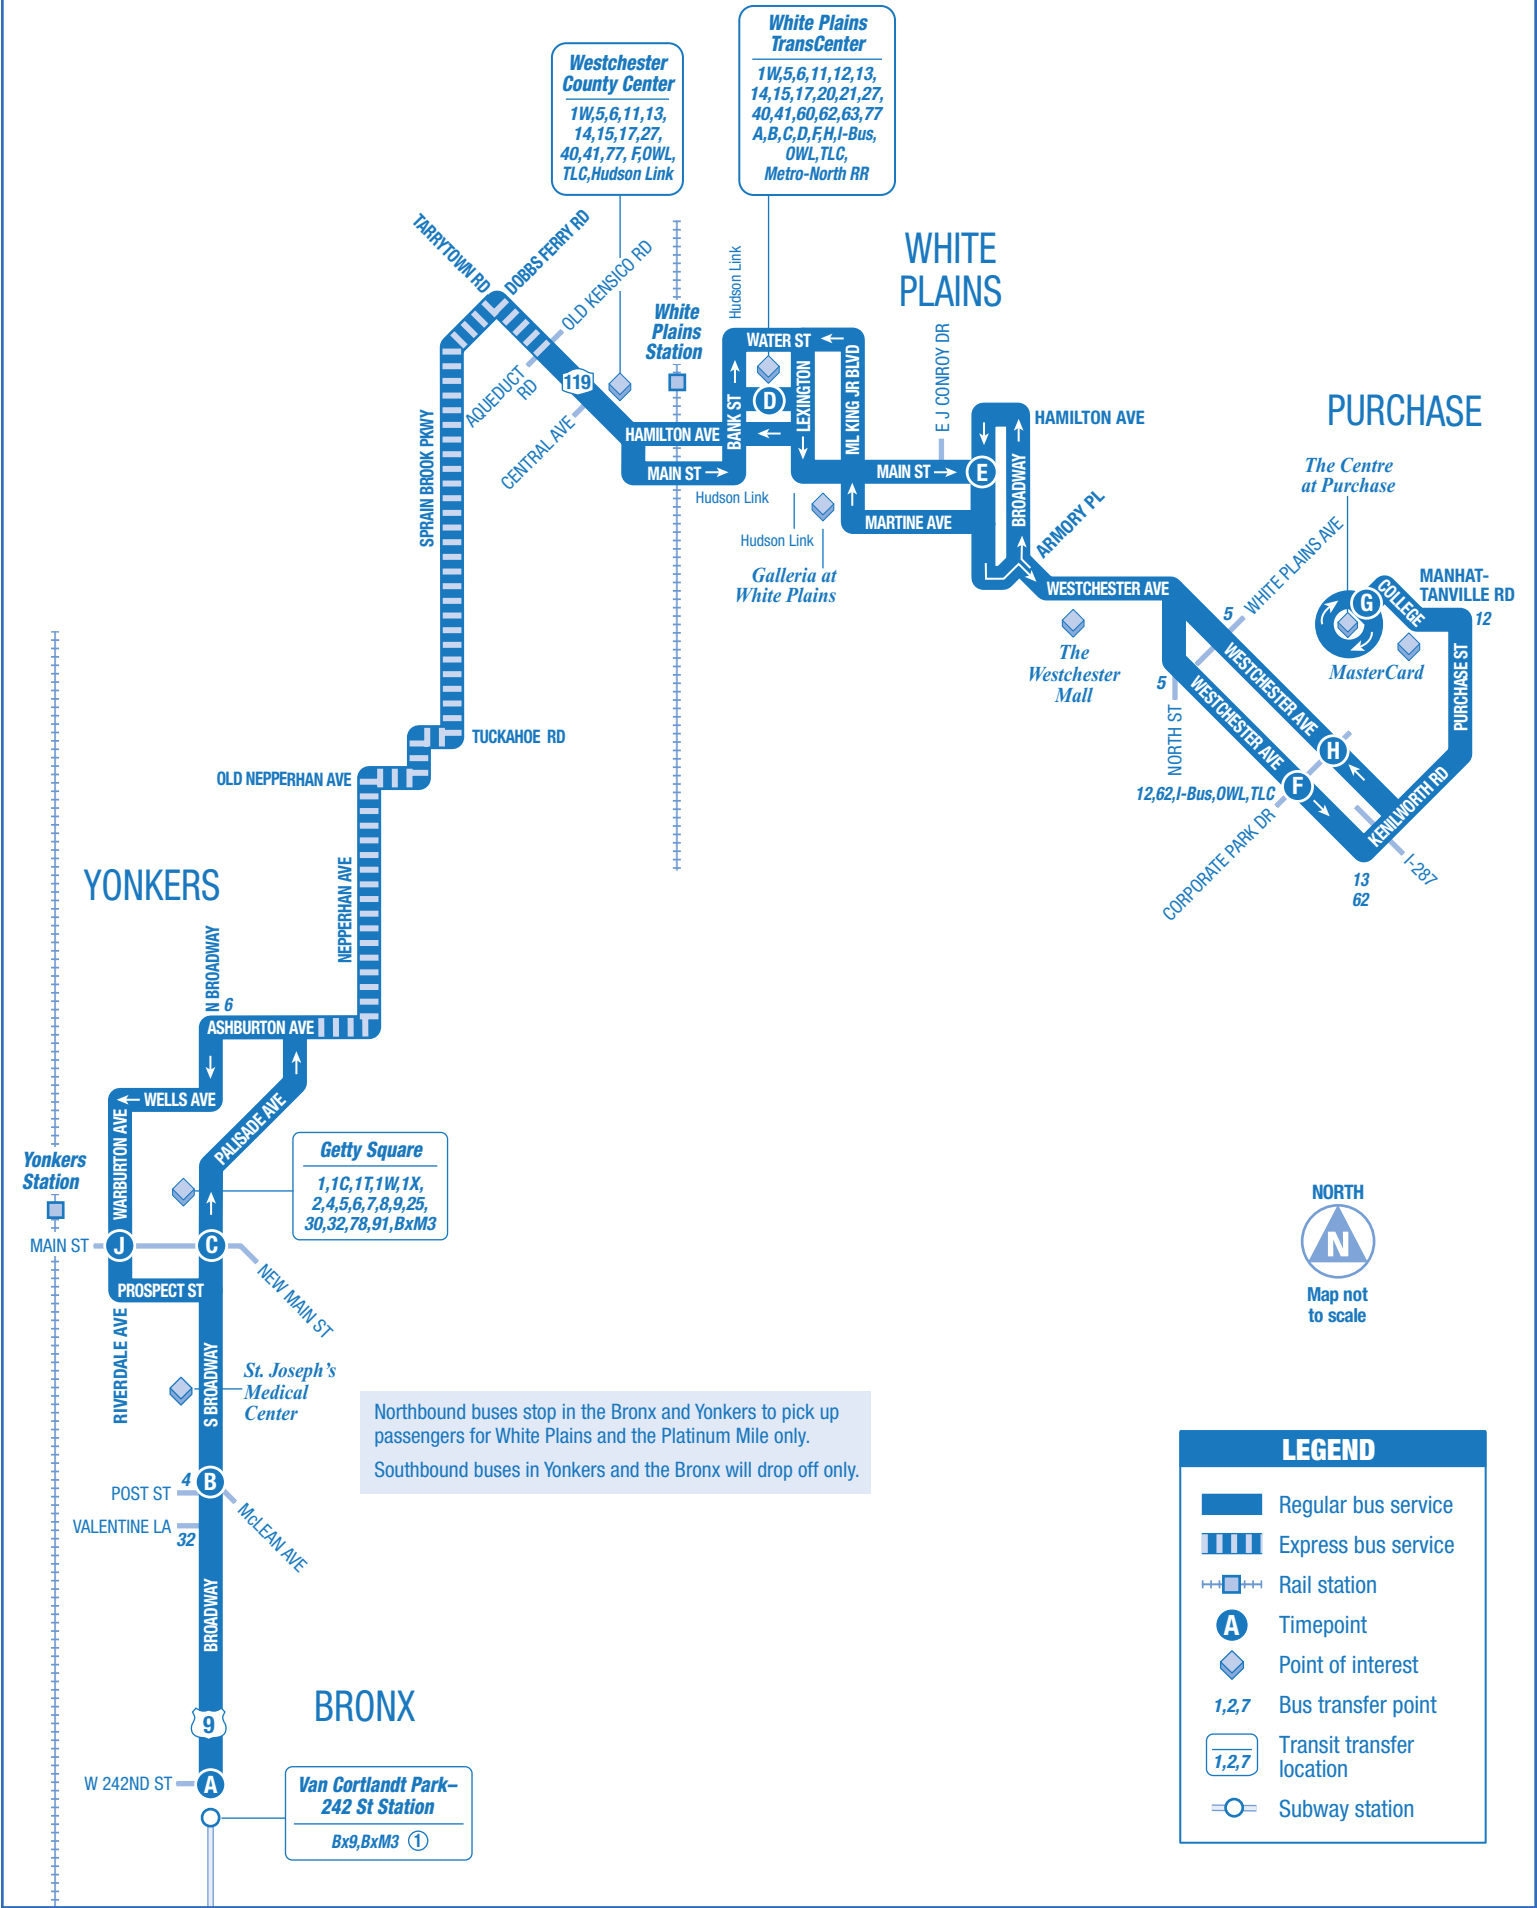 Westchester
County Center
1W,5,6,11,13,
14,15,17,27,
40,41,77, F,OWL,
TLC,Hudson Link
White Plains
TransCenter
1W,5,6,11,12,13,
14,15,17,20,21,27,
40,41,60,62,63,77
A,B,C,D,F,H,I-Bus,
OWL,TLC,
Metro-North RR
TARRYTOWN RD
DOBBS FERRY RD
OLD KENSICO RD
White
Plains
Station
Hudson Link
WHITE
PLAINS
AQUEDUCT
RD
119
CENTRAL AVE
SPRAIN BROOK PKWY
HAMILTON AVE
MAIN ST
BANK ST
WATER ST
D
LEXINGTON
ML KING JR BLVD
E J CONROY DR
MAIN ST
E
MARTINE AVE
BROADWAY
HAMILTON AVE
ARMORY PL
Hudson Link
Hudson Link
Galleria at
White Plains
PURCHASE
The Centre
at Purchase
WESTCHESTER AVE
The
Westchester
Mall
5
WHITE PLAINS AVE
5
NORTH ST
WESTCHESTER AVE
WESTCHESTER AVE
H
F
12,62,I-Bus,OWL,TLC
CORPORATE PARK DR
KENILWORTH RD
I-287
13
62
G
COLLEGE
MANHAT-
TANVILLE RD
12
MasterCard
PURCHASE ST
TUCKAHOE RD
OLD NEPPERHAN AVE
NEPPERHAN AVE
YONKERS
N BROADWAY
6
ASHBURTON AVE
WELLS AVE
WARBURTON AVE
PALISADE AVE
Getty Square
1,1C,1T,1W,1X,
2,4,5,6,7,8,9,25,
30,32,78,91,BxM3
Yonkers
Station
MAIN ST
J
C
NEW MAIN ST
PROSPECT ST
RIVERDALE AVE
S BROADWAY
St. Joseph's
Medical
Center
Northbound buses stop in the Bronx and Yonkers to pick up
passengers for White Plains and the Platinum Mile only.
Southbound buses in Yonkers and the Bronx will drop off only.
4
B
POST ST
VALENTINE LA
32
McLEAN AVE
BROADWAY
BRONX
9
W 242ND ST
A
Van Cortlandt Park–
242 St Station
Bx9,BxM3 1
NORTH
N
Map not
to scale
LEGEND
Regular bus service
Express bus service
Rail station
A Timepoint
Point of interest
1,2,7 Bus transfer point
1,2,7 Transit transfer
location
Subway station